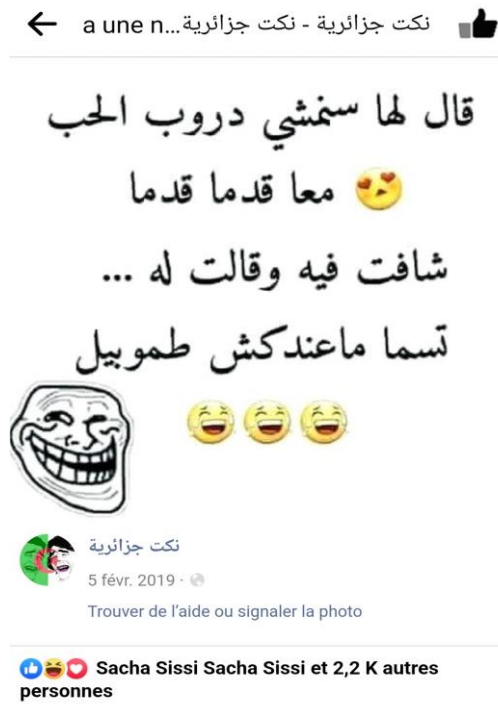 a une n...نكت جزائرية - نكت جزائرية
قال لها سنمشي دروب الحب
معا قدما قدما
شافت فيه وقالت له ...
تسما ماعندكش طموبيل
نكت جزائرية
5 févr. 2019 ·
Trouver de l'aide ou signaler la photo
Sacha Sissi Sacha Sissi et 2,2 K autres
personnes